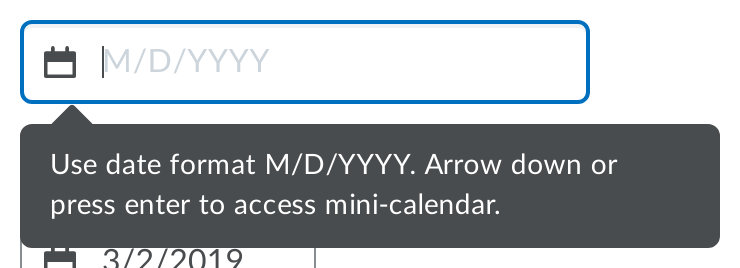 M/D/YYYY
Use date format M/D/YYYY. Arrow down or
press enter to access mini-calendar.
3/2/2019